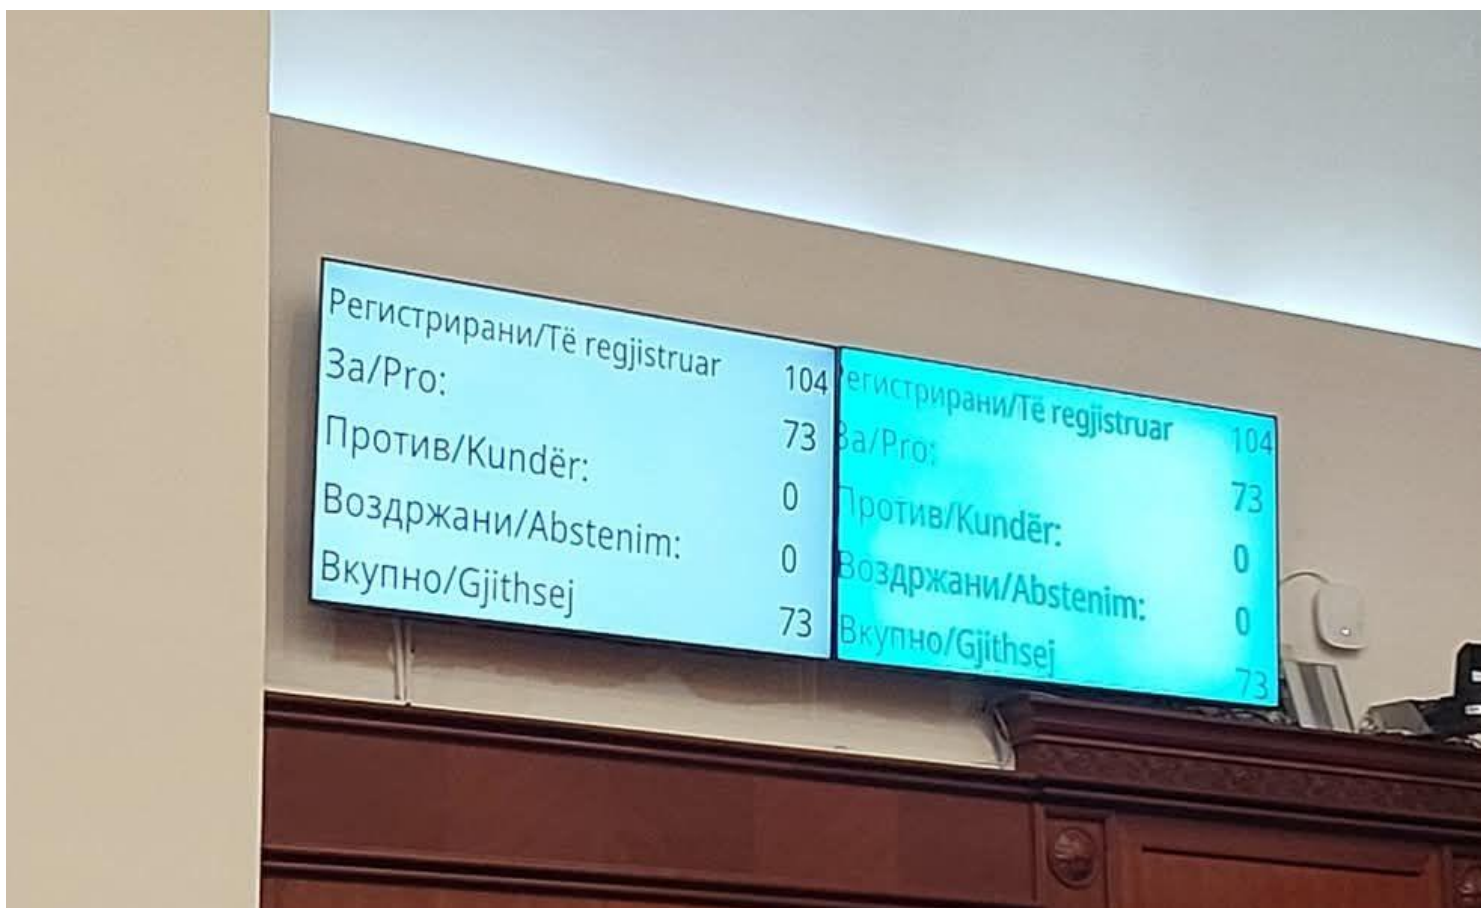 Регистрирани/Të regjistruar 104
За/Pro: 73
Против/Kundër: 0
Воздржани/Abstenim: 0
Вкупно/Gjithsej 73
егистрирани/Të regjistruar 104
За/Pro: 73
Против/Kundër: 0
Воздржани/Abstenim: 0
Вкупно/Gjithsej 73